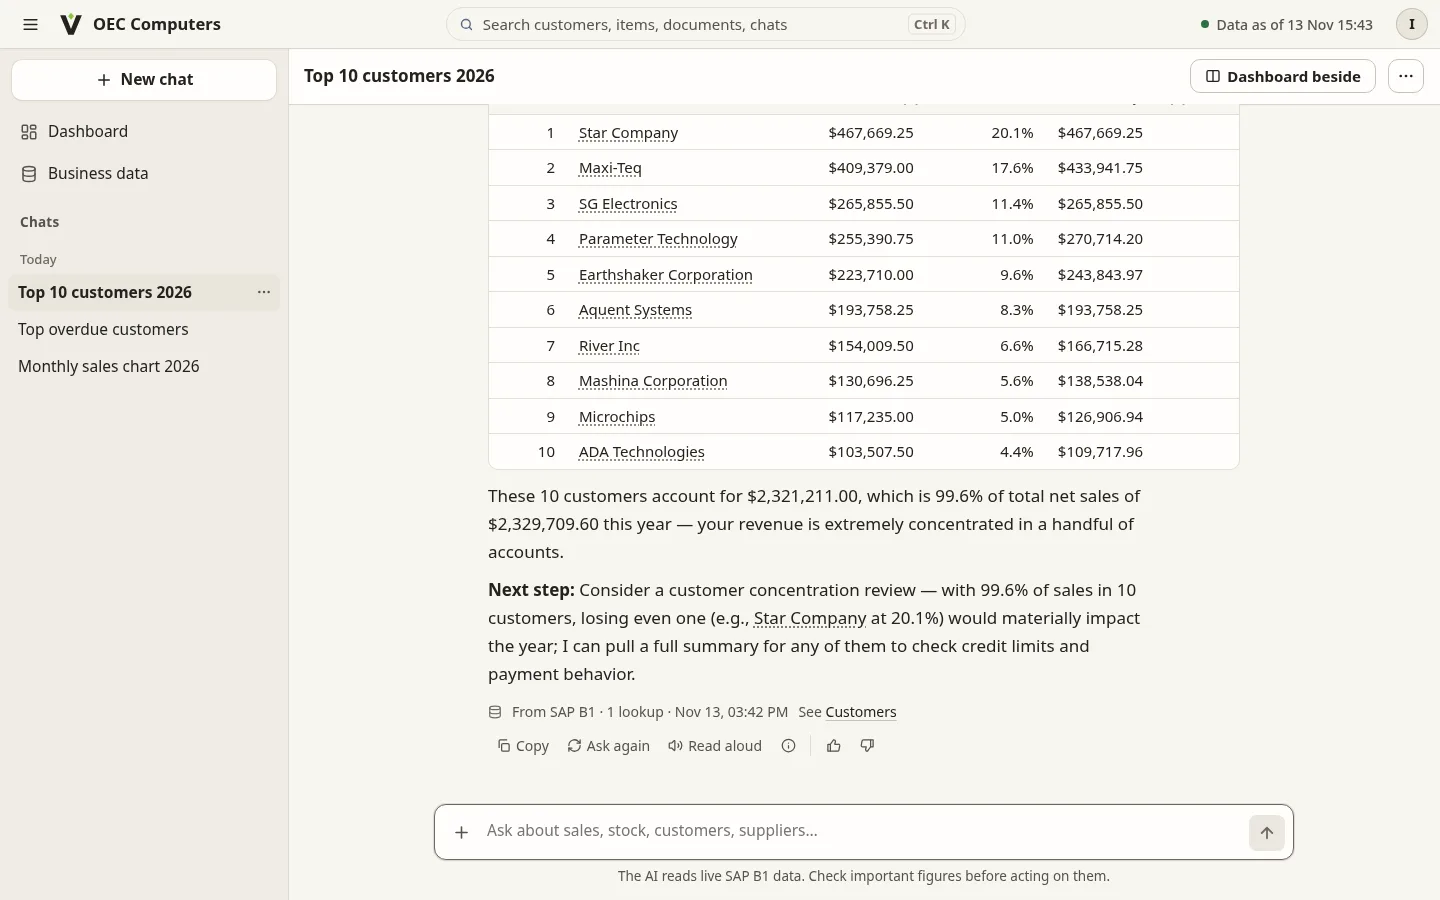 OEC Computers
Search customers, items, documents, chats
Ctrl K
Data as of 13 Nov 15:43
I
New chat
Dashboard
Business data
Chats
Today
Top 10 customers 2026
Top overdue customers
Monthly sales chart 2026
Top 10 customers 2026
Dashboard beside
1 Star Company $467,669.25 20.1% $467,669.25
2 Maxi-Teq $409,379.00 17.6% $433,941.75
3 SG Electronics $265,855.50 11.4% $265,855.50
4 Parameter Technology $255,390.75 11.0% $270,714.20
5 Earthshaker Corporation $223,710.00 9.6% $243,843.97
6 Aquent Systems $193,758.25 8.3% $193,758.25
7 River Inc $154,009.50 6.6% $166,715.28
8 Mashina Corporation $130,696.25 5.6% $138,538.04
9 Microchips $117,235.00 5.0% $126,906.94
10 ADA Technologies $103,507.50 4.4% $109,717.96
These 10 customers account for $2,321,211.00, which is 99.6% of total net sales of
$2,329,709.60 this year — your revenue is extremely concentrated in a handful of
accounts.
Next step: Consider a customer concentration review — with 99.6% of sales in 10
customers, losing even one (e.g., Star Company at 20.1%) would materially impact
the year; I can pull a full summary for any of them to check credit limits and
payment behavior.
From SAP B1 · 1 lookup · Nov 13, 03:42 PM See Customers
Copy Ask again Read aloud
Ask about sales, stock, customers, suppliers...
The AI reads live SAP B1 data. Check important figures before acting on them.